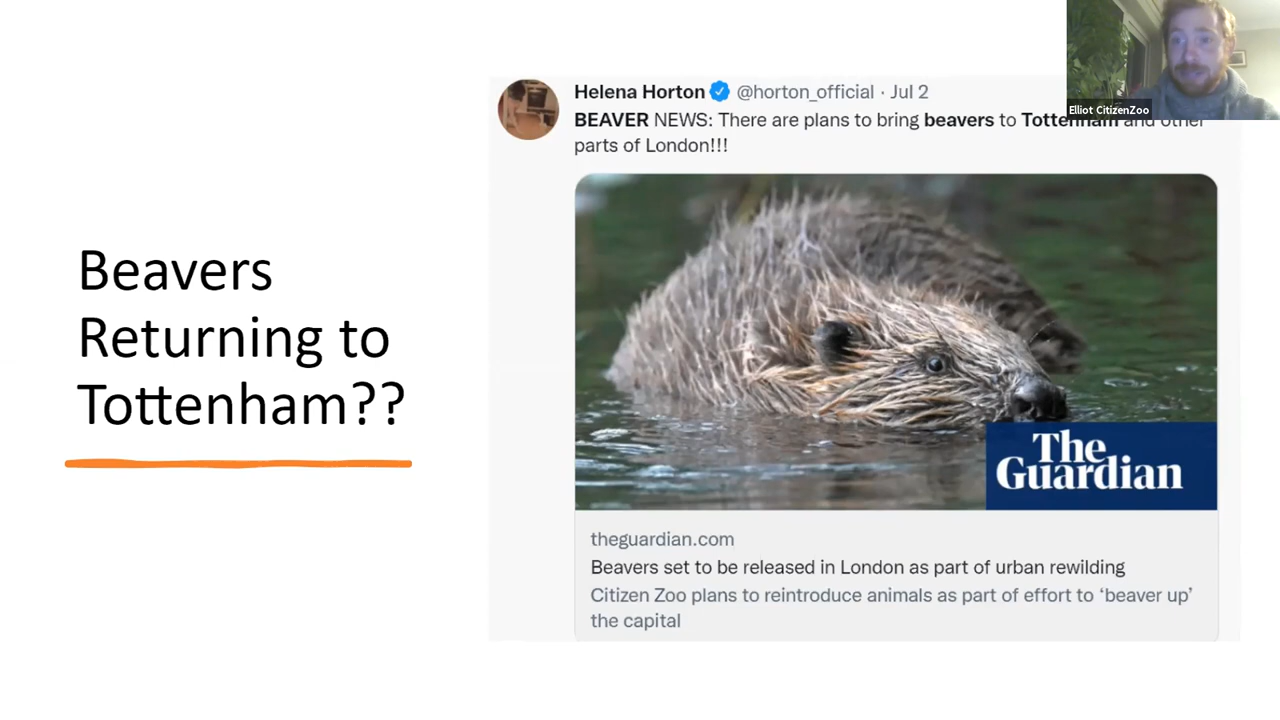 Beavers
Returning to
Tottenham??
Helena Horton @horton_official · Jul 2
BEAVER NEWS: There are plans to bring beavers to Tottenham and other
parts of London!!!
The
Guardian
theguardian.com
Beavers set to be released in London as part of urban rewilding
Citizen Zoo plans to reintroduce animals as part of effort to ‘beaver up’
the capital
Elliot CitizenZoo